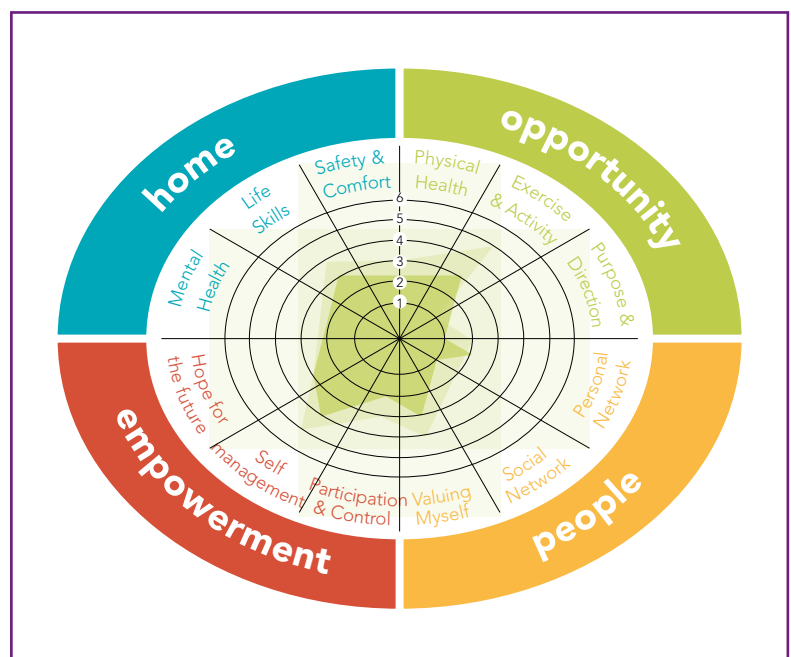 home
opportunity
Safety &
Comfort
Physical
Health
Life
Skills
Exercise
& Activity
Mental
Health
Purpose &
Direction
6
5
4
3
2
1
Hope for
the future
Personal
Network
Self
management
Social
Network
Participation
& Control
Valuing
Myself
empowerment
people